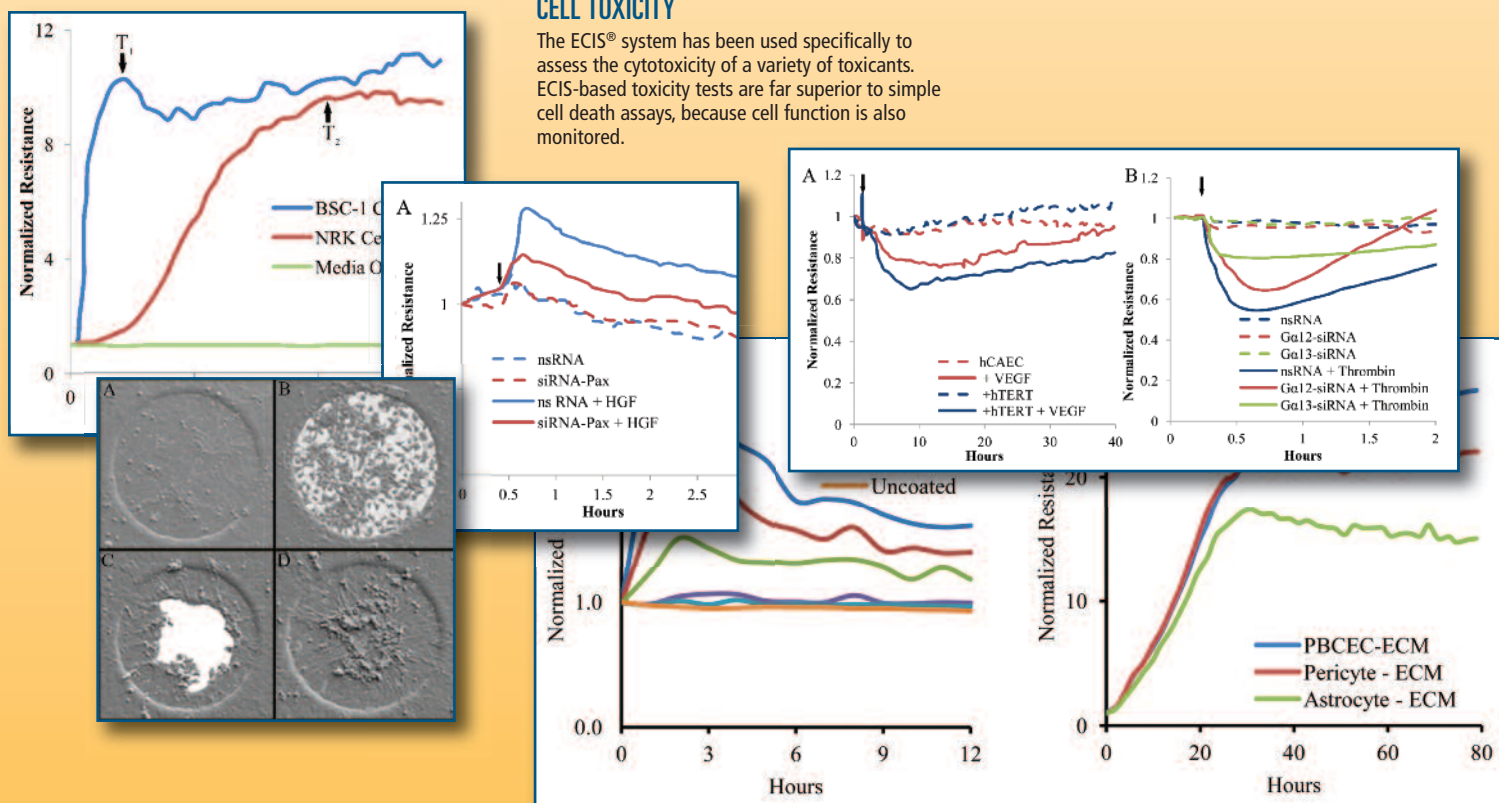 CELL TOXICITY
The ECIS® system has been used specifically to
assess the cytotoxicity of a variety of toxicants.
ECIS-based toxicity tests are far superior to simple
cell death assays, because cell function is also
monitored.
12
8
4
0
0
Normalized Resistance
T1
T2
BSC-1
NRK
Media
A
1.25
1
0.5
1
1.5
2
2.5
Hours
Resistance
nsRNA
siRNA-Pax
ns RNA + HGF
siRNA-Pax + HGF
A
1.2
1
0.8
0.6
0.4
0.2
0
0
10
20
30
40
Normalized Resistance
Hours
hCAEC
+ VEGF
+hTERT
+hTERT + VEGF
B
1.2
1
0.8
0.6
0.4
0.2
0
0
0.5
1
1.5
2
Normalized Resistance
Hours
nsRNA
Gα12-siRNA
Gα13-siRNA
nsRNA + Thrombin
Gα12-siRNA + Thrombin
Gα13-siRNA + Thrombin
A
B
C
D
Uncoated
Normalized
1.0
0.0
0
3
6
9
12
Hours
Normalized
20
10
0
0
20
40
60
80
Hours
PBCEC-ECM
Pericyte - ECM
Astrocyte - ECM